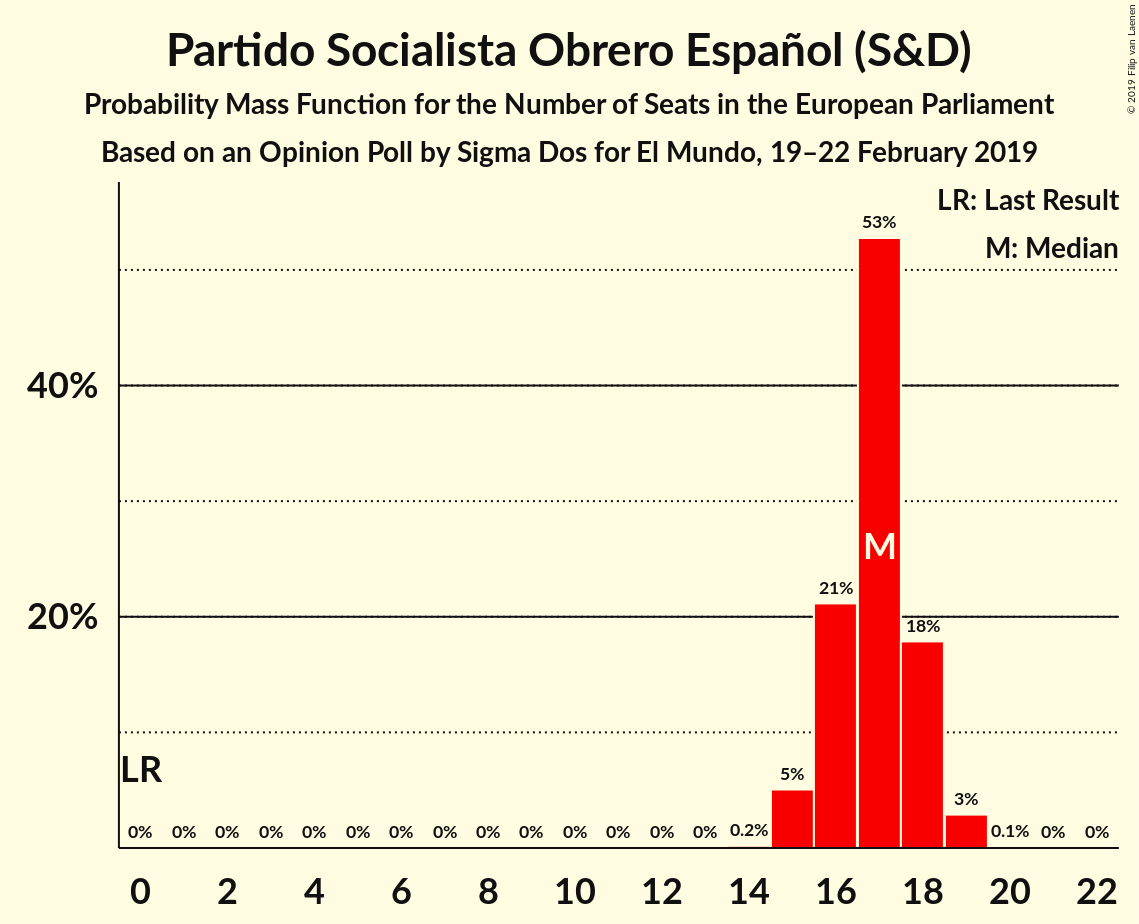 Partido Socialista Obrero Español (S&D)
Probability Mass Function for the Number of Seats in the European Parliament
Based on an Opinion Poll by Sigma Dos for El Mundo, 19–22 February 2019
© 2019 Filip van Laenen
LR: Last Result
M: Median
53%
40%
M
21%
20%
18%
LR
5%
3%
0% 0% 0% 0% 0% 0% 0% 0% 0% 0% 0% 0% 0% 0% 0.2% 0.1% 0% 0%
0 2 4 6 8 10 12 14 16 18 20 22